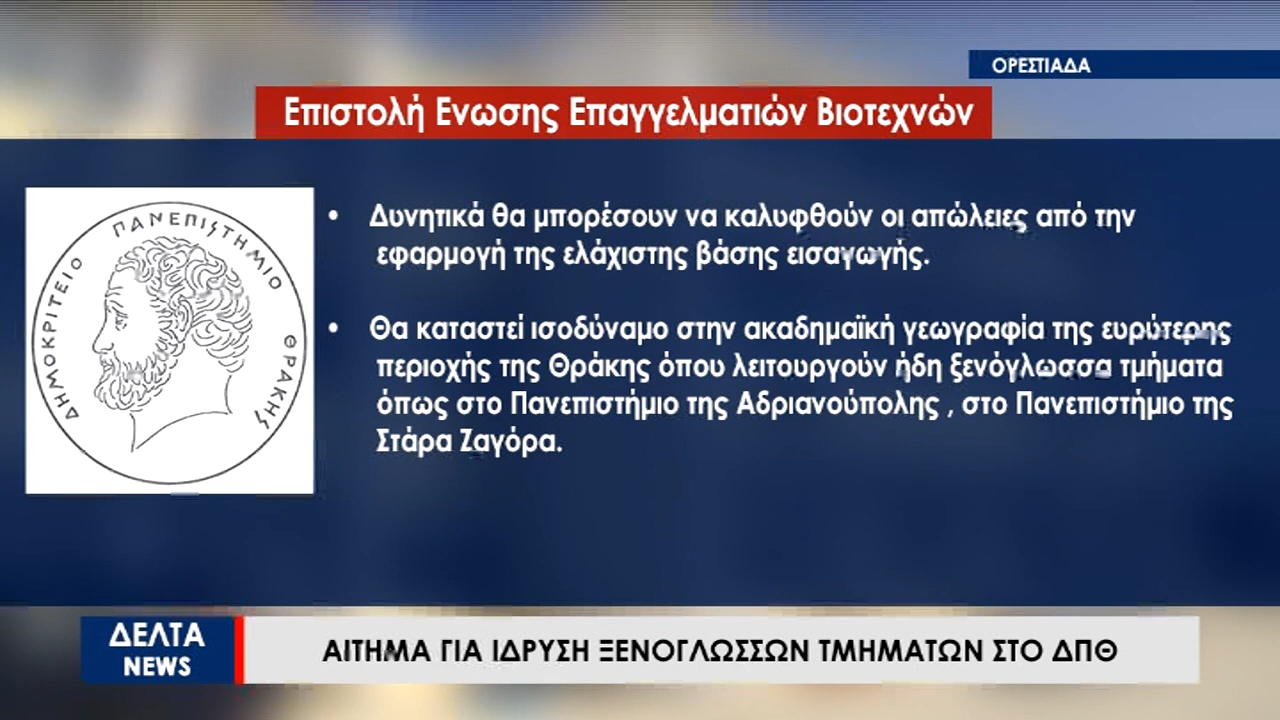 ΟΡΕΣΤΙΑΔΑ
Επιστολή Ενωσης Επαγγελματιών Βιοτεχνών
ΔΗΜΟΚΡΙΤΕΙΟ ΠΑΝΕΠΙΣΤΗΜΙΟ ΘΡΑΚΗΣ
• Δυνητικά θα μπορέσουν να καλυφθούν οι απώλειες από την
εφαρμογή της ελάχιστης βάσης εισαγωγής.
• Θα καταστεί ισοδύναμο στην ακαδημαϊκή γεωγραφία της ευρύτερης
περιοχής της Θράκης όπου λειτουργούν ήδη ξενόγλωσσα τμήματα
όπως στο Πανεπιστήμιο της Αδριανούπολης , στο Πανεπιστήμιο της
Στάρα Ζαγόρα.
ΔΕΛΤΑ
NEWS
ΑΙΤΗΜΑ ΓΙΑ ΙΔΡΥΣΗ ΞΕΝΟΓΛΩΣΣΩΝ ΤΜΗΜΑΤΩΝ ΣΤΟ ΔΠΘ